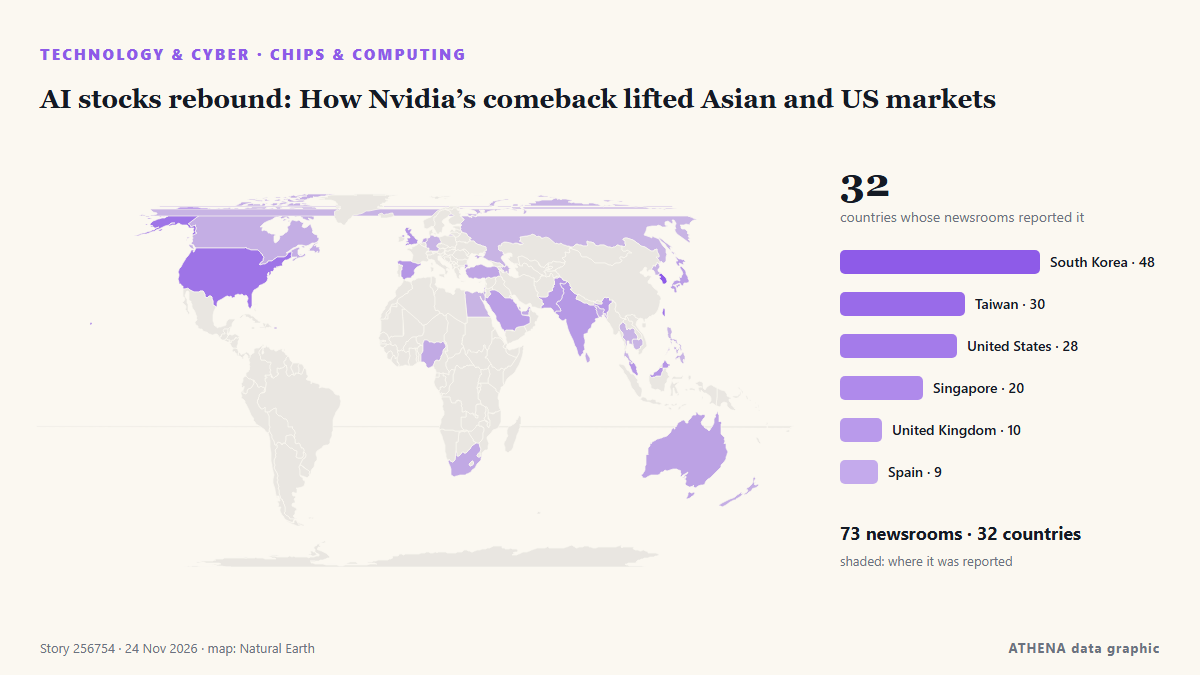 TECHNOLOGY & CYBER · CHIPS & COMPUTING
AI stocks rebound: How Nvidia’s comeback lifted Asian and US markets
32
countries whose newsrooms reported it
South Korea · 48
Taiwan · 30
United States · 28
Singapore · 20
United Kingdom · 10
Spain · 9
73 newsrooms · 32 countries
shaded: where it was reported
Story 256754 · 24 Nov 2026 · map: Natural Earth
ATHENA data graphic